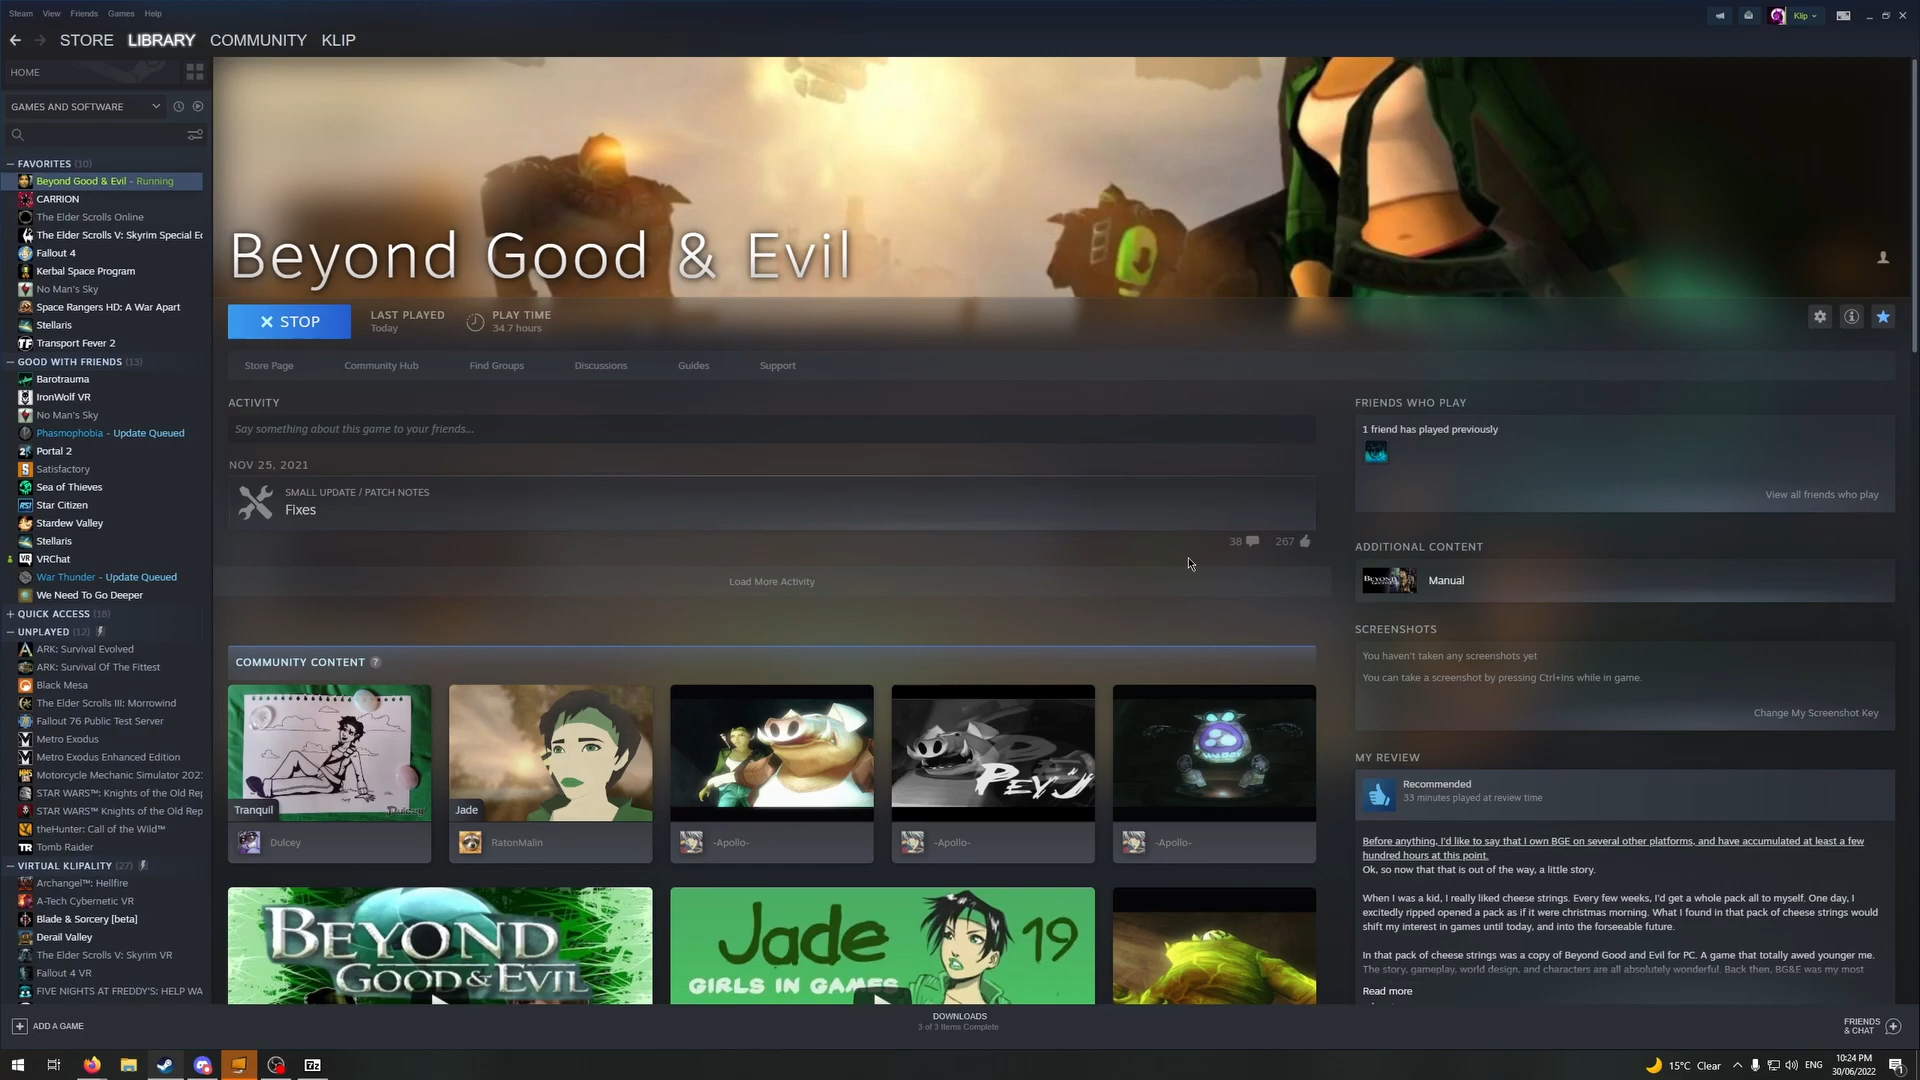 Steam View Friends Games Help
Klip
STORE LIBRARY COMMUNITY KLIP
HOME
GAMES AND SOFTWARE
FAVORITES (10)
Beyond Good & Evil - Running
CARRION
The Elder Scrolls Online
The Elder Scrolls V: Skyrim Special Ec
Fallout 4
Kerbal Space Program
No Man's Sky
Space Rangers HD: A War Apart
Stellaris
Transport Fever 2
GOOD WITH FRIENDS (13)
Barotrauma
IronWolf VR
No Man's Sky
Phasmophobia - Update Queued
Portal 2
Satisfactory
Sea of Thieves
Star Citizen
Stardew Valley
Stellaris
VRChat
War Thunder - Update Queued
We Need To Go Deeper
QUICK ACCESS (18)
UNPLAYED (12)
ARK: Survival Evolved
ARK: Survival Of The Fittest
Black Mesa
The Elder Scrolls III: Morrowind
Fallout 76 Public Test Server
Metro Exodus
Metro Exodus Enhanced Edition
Motorcycle Mechanic Simulator 202
STAR WARS™: Knights of the Old Rep
STAR WARS™ Knights of the Old Rep
theHunter: Call of the Wild™
Tomb Raider
VIRTUAL KLIPALITY (27)
Archangel™: Hellfire
A-Tech Cybernetic VR
Blade & Sorcery [beta]
Derail Valley
The Elder Scrolls V: Skyrim VR
Fallout 4 VR
FIVE NIGHTS AT FREDDY'S: HELP WA
ADD A GAME
Beyond Good & Evil
STOP
LAST PLAYED
Today
PLAY TIME
34.7 hours
Store Page Community Hub Find Groups Discussions Guides Support
ACTIVITY
Say something about this game to your friends...
NOV 25, 2021
SMALL UPDATE / PATCH NOTES
Fixes
38 267
Load More Activity
COMMUNITY CONTENT ?
Dulcey
PEY'J
Tranquil Jade
Dulcey RatonMalin -Apollo- -Apollo- -Apollo-
BEYOND
GOOD & EVIL
Jade 19
GIRLS IN GAMES
FRIENDS WHO PLAY
1 friend has played previously
View all friends who play
ADDITIONAL CONTENT
BEYOND
Manual
SCREENSHOTS
You haven't taken any screenshots yet
You can take a screenshot by pressing Ctrl+Ins while in game.
Change My Screenshot Key
MY REVIEW
Recommended
33 minutes played at review time
Before anything, I'd like to say that I own BGE on several other platforms, and have accumulated at least a few
hundred hours at this point.
Ok, so now that that is out of the way, a little story.
When I was a kid, I really liked cheese strings. Every few weeks, I'd get a whole pack all to myself. One day, I
excitedly ripped opened a pack as if it were christmas morning. What I found in that pack of cheese strings would
shift my interest in games until today, and into the forseeable future.
In that pack of cheese strings was a copy of Beyond Good and Evil for PC. A game that totally awed younger me.
The story, gameplay, world design, and characters are all absolutely wonderful. Back then, BG&E was my most
Read more
DOWNLOADS
3 of 3 Items Complete
FRIENDS
& CHAT
7z
15°C Clear
ENG
10:24 PM
30/06/2022